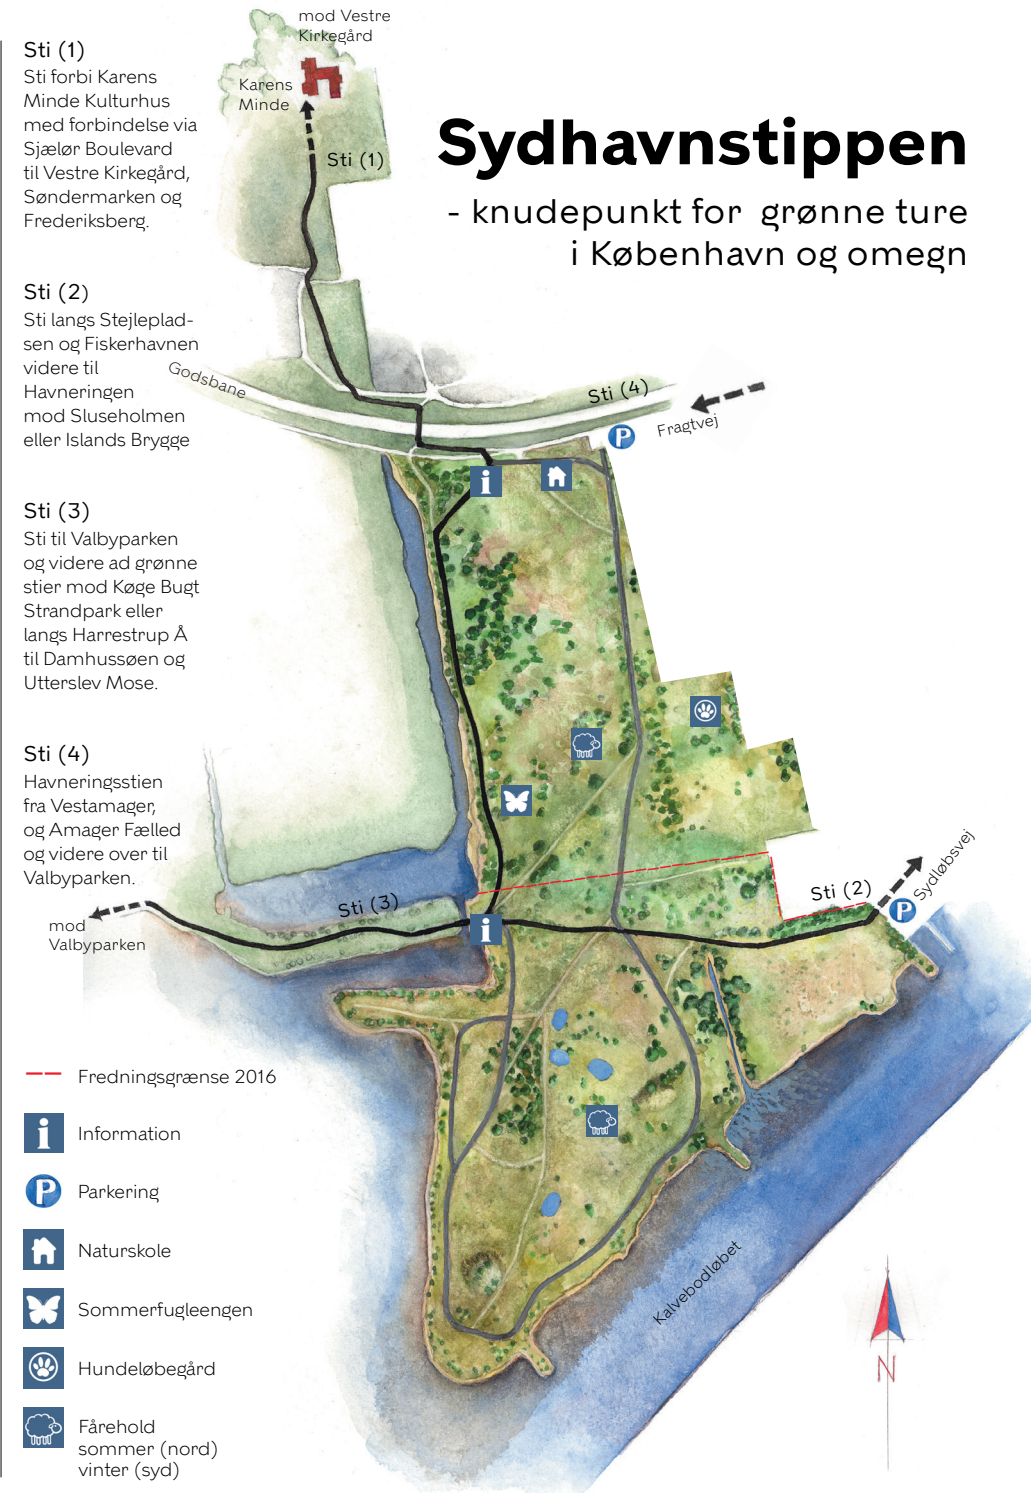 mod Vestre
Kirkegård
Karens
Minde
Sti (1)
Sydhavnstippen
- knudepunkt for grønne ture
i København og omegn
Sti (1)
Sti forbi Karens
Minde Kulturhus
med forbindelse via
Sjælør Boulevard
til Vestre Kirkegård,
Søndermarken og
Frederiksberg.
Sti (2)
Sti langs Stejleplad-
sen og Fiskerhavnen
videre til
Havneringen
mod Sluseholmen
eller Islands Brygge
Sti (3)
Sti til Valbyparken
og videre ad grønne
stier mod Køge Bugt
Strandpark eller
langs Harrestrup Å
til Damhussøen og
Utterslev Mose.
Sti (4)
Havneringsstien
fra Vestamager,
og Amager Fælled
og videre over til
Valbyparken.
Godsbane
Sti (4)
Fragtvej
P
i
Sti (2)
Sydløbsvej
P
Sti (3)
i
mod
Valbyparken
Kalvebodløbet
N
Fredningsgrænse 2016
i Information
P Parkering
Naturskole
Sommerfugleengen
Hundeløbegård
Fårehold
sommer (nord)
vinter (syd)